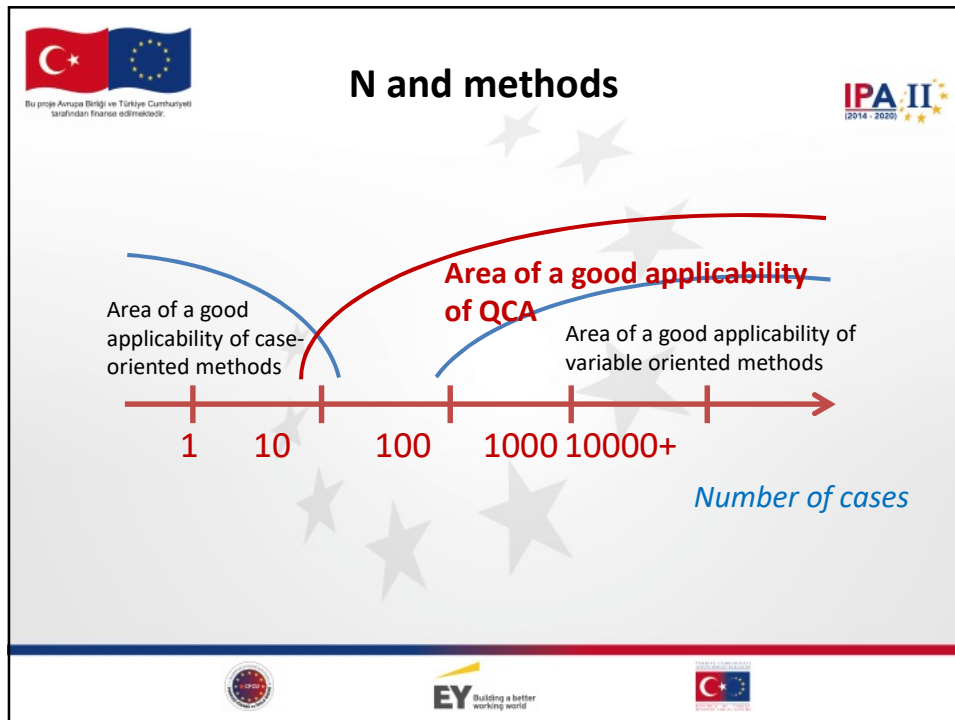 N and methods
Bu proje Avrupa Birliği ve Türkiye Cumhuriyeti
tarafından finanse edilmektedir.
IPA II
(2014 - 2020)
Area of a good applicability
of QCA
Area of a good
applicability of case-
oriented methods
Area of a good applicability of
variable oriented methods
1 10 100 1000 10000+
Number of cases
EY Building a better
working world